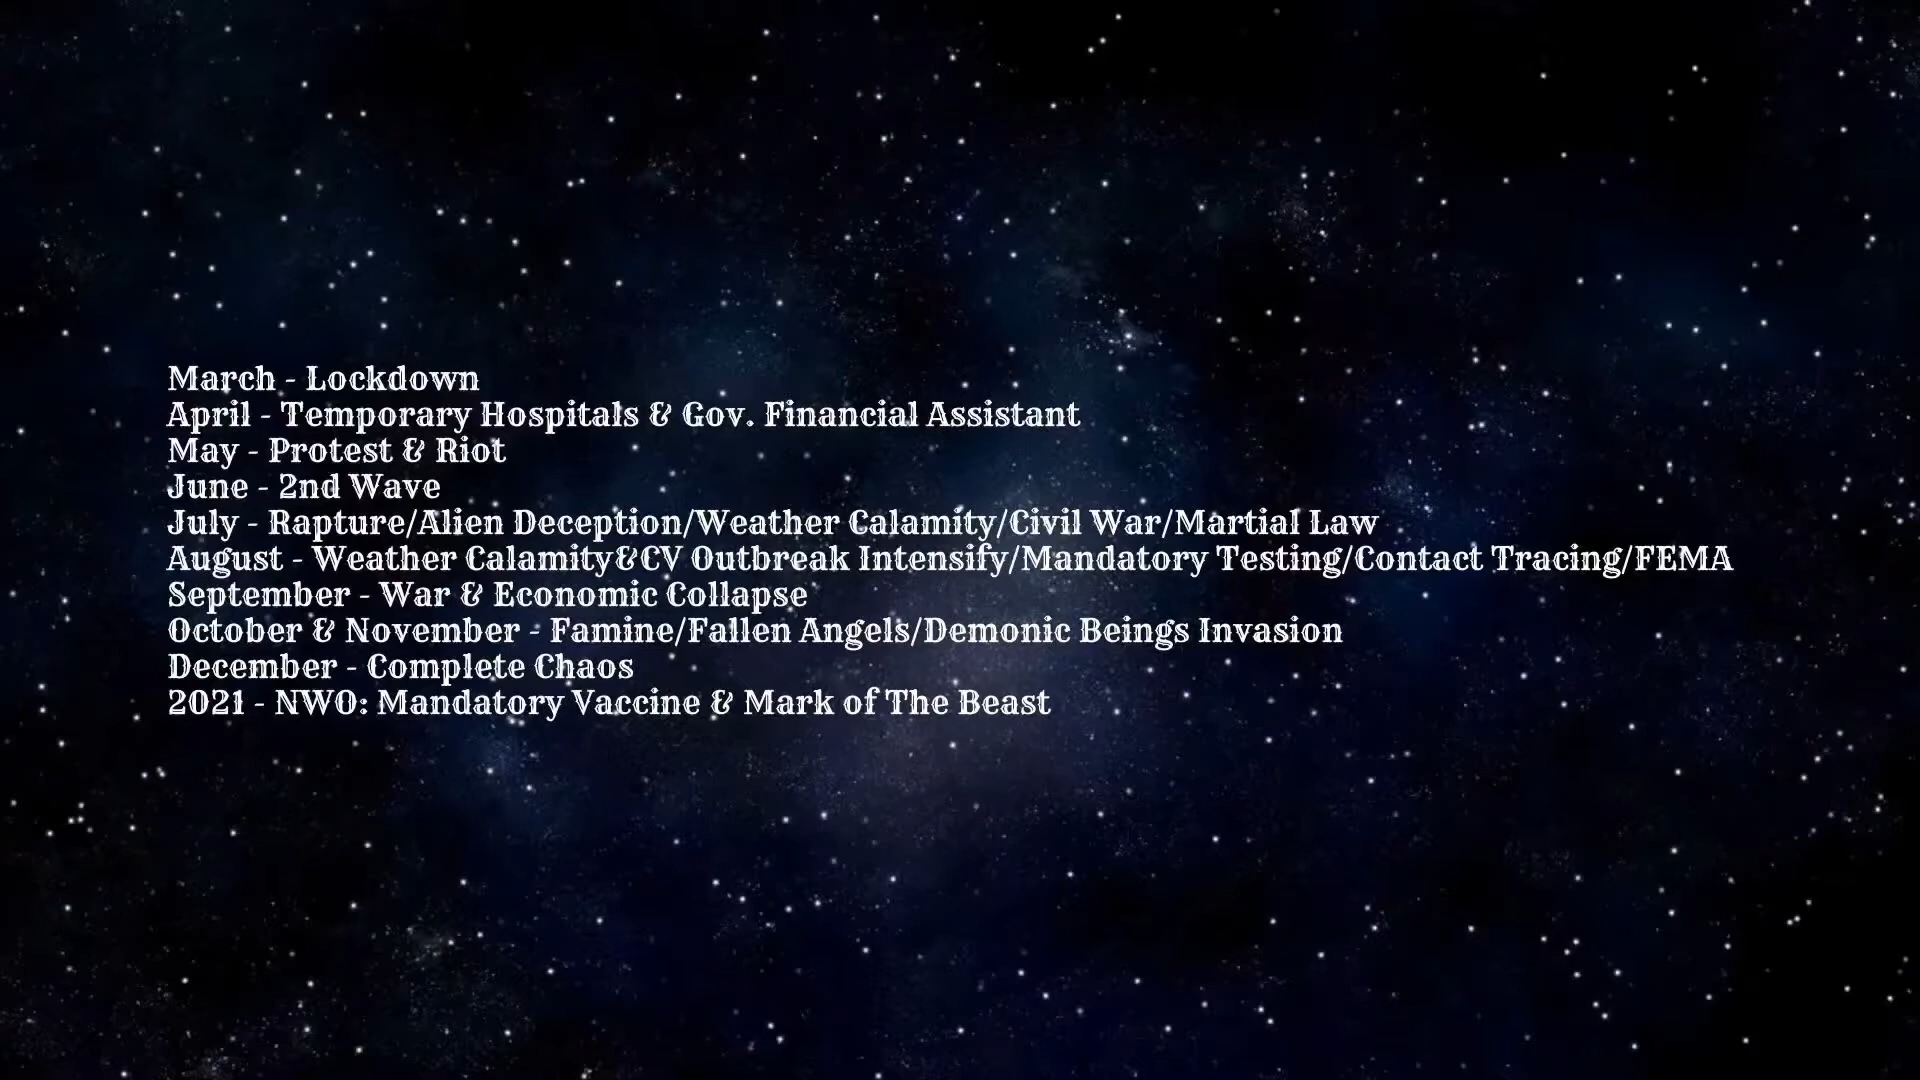 March - Lockdown
April - Temporary Hospitals & Gov. Financial Assistant
May - Protest & Riot
June - 2nd Wave
July - Rapture/Alien Deception/Weather Calamity/Civil War/Martial Law
August - Weather Calamity&CV Outbreak Intensify/Mandatory Testing/Contact Tracing/FEMA
September - War & Economic Collapse
October & November - Famine/Fallen Angels/Demonic Beings Invasion
December - Complete Chaos
2021 - NWO: Mandatory Vaccine & Mark of The Beast